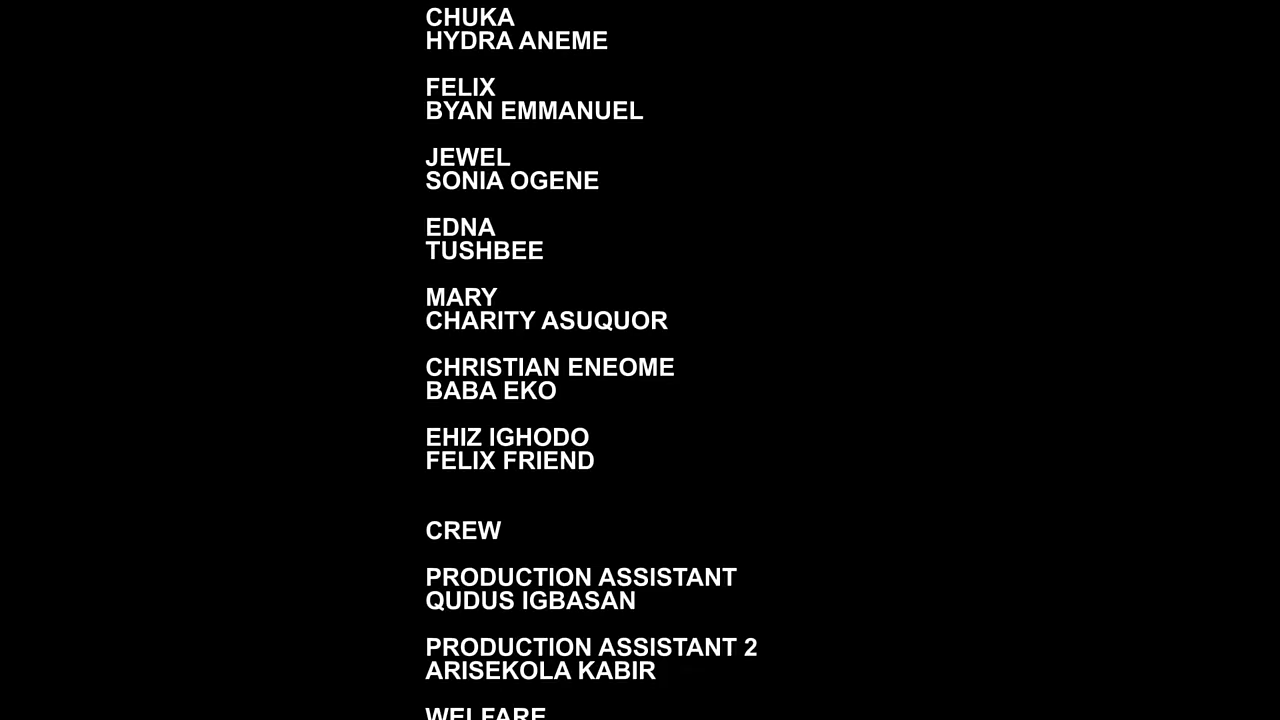 CHUKA
HYDRA ANEME
FELIX
BYAN EMMANUEL
JEWEL
SONIA OGENE
EDNA
TUSHBEE
MARY
CHARITY ASUQUOR
CHRISTIAN ENEOME
BABA EKO
EHIZ IGHODO
FELIX FRIEND
CREW
PRODUCTION ASSISTANT
QUDUS IGBASAN
PRODUCTION ASSISTANT 2
ARISEKOLA KABIR
WELFARE